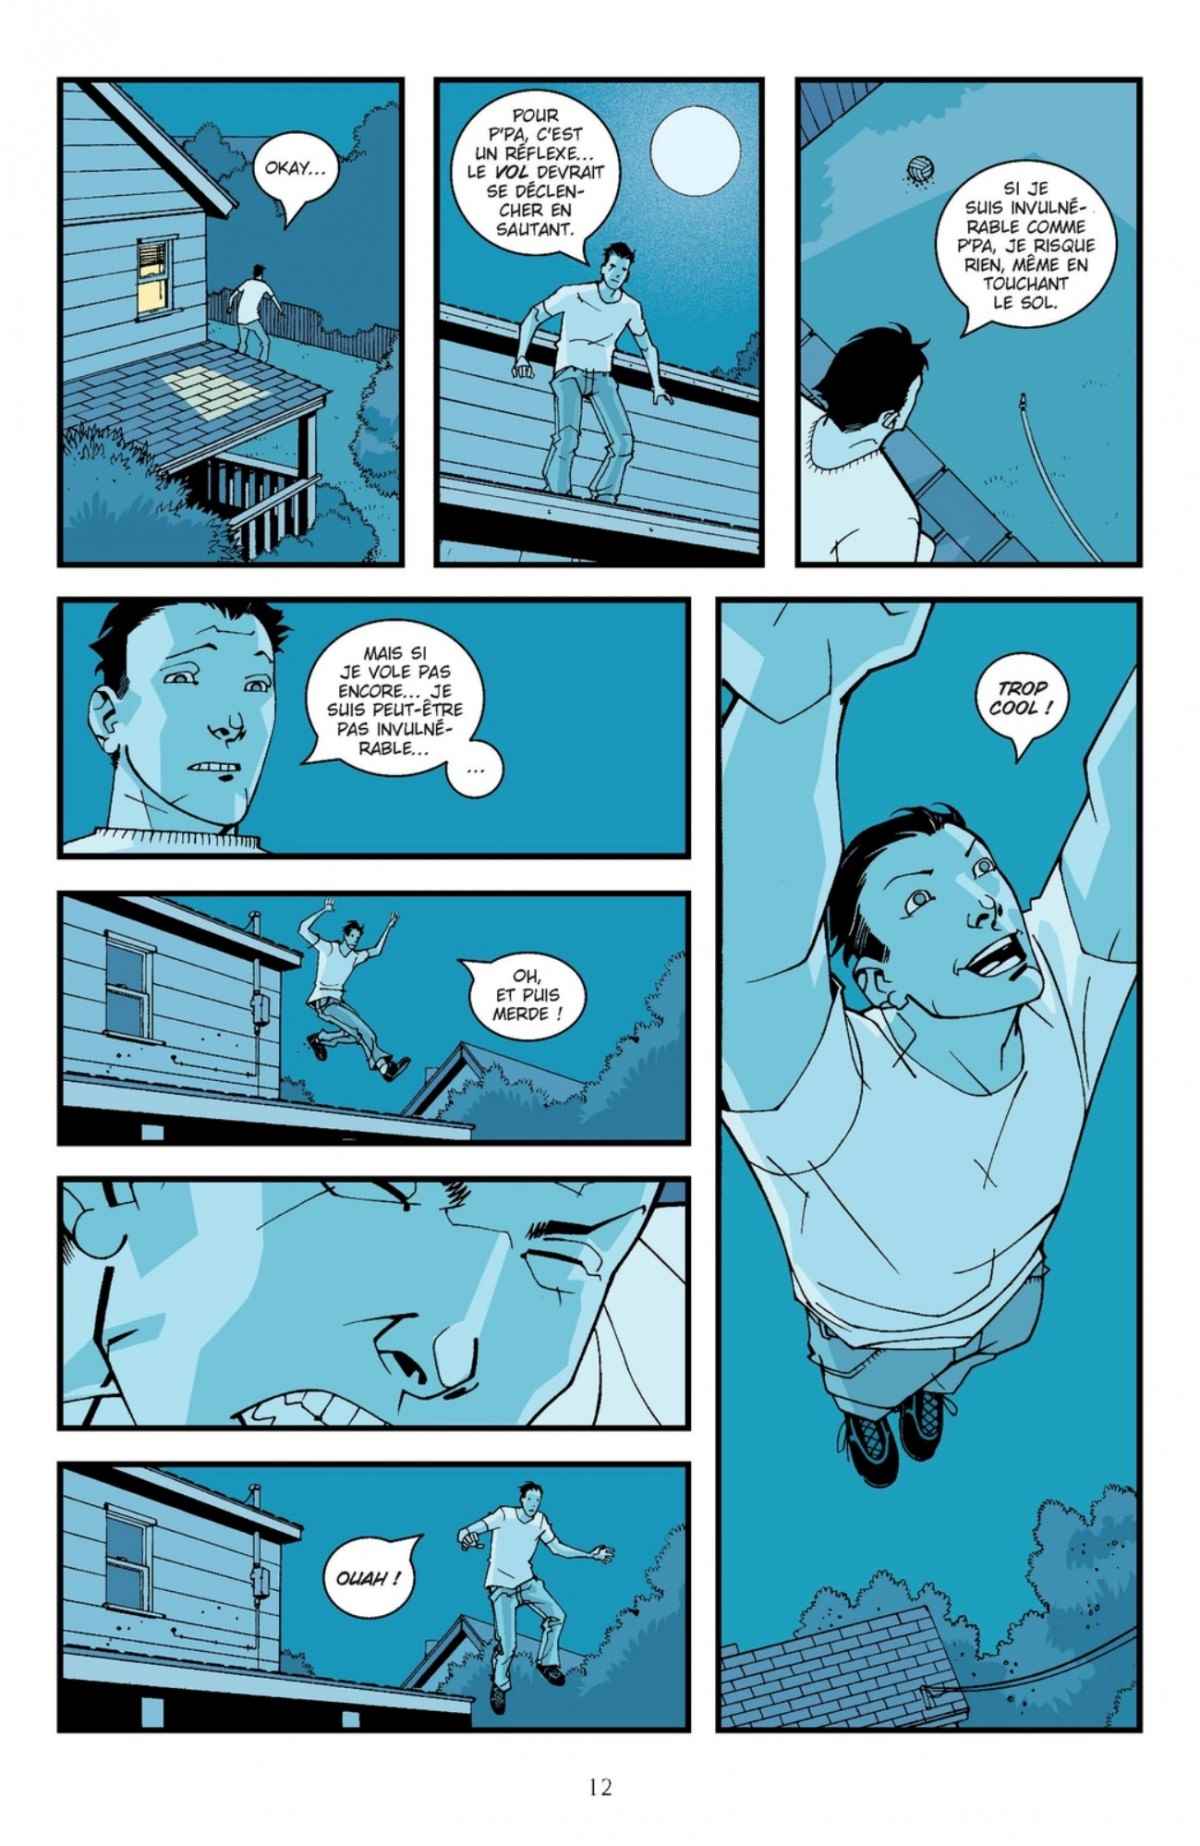 OKAY...
POUR
P'PA, C'EST
UN RÉFLEXE...
LE VOL DEVRAIT
SE DÉCLEN-
CHER EN
SAUTANT.
SI JE
SUIS INVULNÉ-
RABLE COMME
P'PA, JE RISQUE
RIEN, MÊME EN
TOUCHANT
LE SOL.
MAIS SI
JE VOLE PAS
ENCORE... JE
SUIS PEUT-ÊTRE
PAS INVULNÉ-
RABLE...
...
OH,
ET PUIS
MERDE !
OUAH !
TROP
COOL !
12